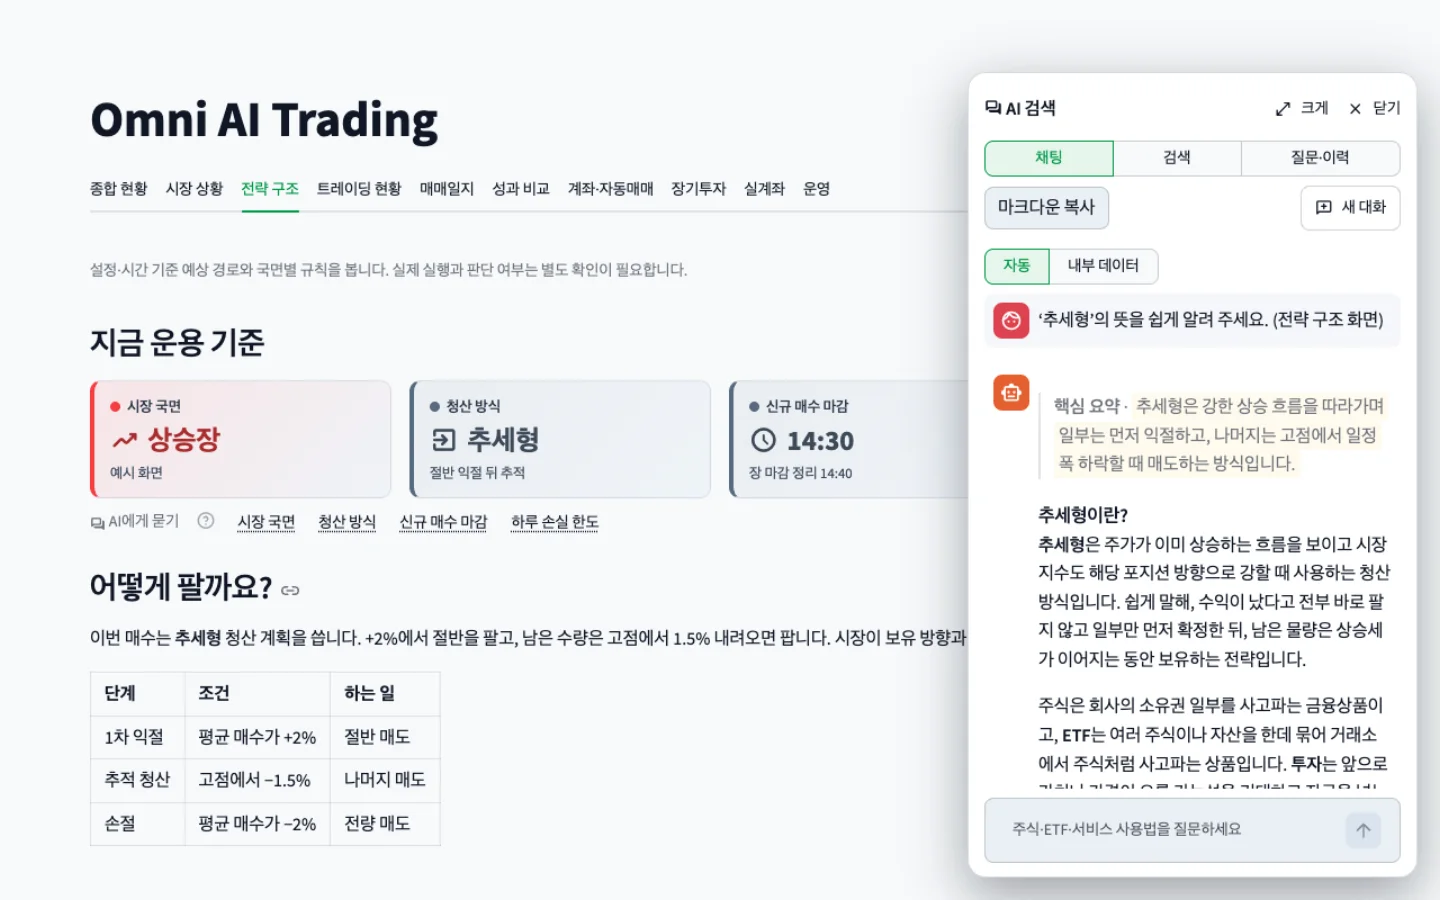 Omni AI Trading
종합 현황 시장 상황 전략 구조 트레이딩 현황 매매일지 성과 비교 계좌·자동매매 장기투자 실계좌 운영
설정·시간 기준 예상 경로와 국면별 규칙을 봅니다. 실제 실행과 판단 여부는 별도 확인이 필요합니다.
지금 운용 기준
시장 국면
상승장
예시 화면
청산 방식
추세형
절반 익절 뒤 추적
신규 매수 마감
14:30
장 마감 정리 14:40
AI에게 묻기 ? 시장 국면 청산 방식 신규 매수 마감 하루 손실 한도
어떻게 팔까요?
이번 매수는 추세형 청산 계획을 씁니다. +2%에서 절반을 팔고, 남은 수량은 고점에서 1.5% 내려오면 팝니다. 시장이 보유 방향과
단계 조건 하는 일
1차 익절 평균 매수가 +2% 절반 매도
추적 청산 고점에서 −1.5% 나머지 매도
손절 평균 매수가 −2% 전량 매도
AI 검색 크게 닫기
채팅 검색 질문·이력
마크다운 복사 새 대화
자동 내부 데이터
‘추세형’의 뜻을 쉽게 알려 주세요. (전략 구조 화면)
핵심 요약 · 추세형은 강한 상승 흐름을 따라가며
일부는 먼저 익절하고, 나머지는 고점에서 일정
폭 하락할 때 매도하는 방식입니다.
추세형이란?
추세형은 주가가 이미 상승하는 흐름을 보이고 시장
지수도 해당 포지션 방향으로 강할 때 사용하는 청산
방식입니다. 쉽게 말해, 수익이 났다고 전부 바로 팔
지 않고 일부만 먼저 확정한 뒤, 남은 물량은 상승세
가 이어지는 동안 보유하는 전략입니다.
주식은 회사의 소유권 일부를 사고파는 금융상품이
고, ETF는 여러 주식이나 자산을 한데 묶어 거래소
에서 주식처럼 사고파는 상품입니다. 투자는 앞으로
주식·ETF·서비스 사용법을 질문하세요